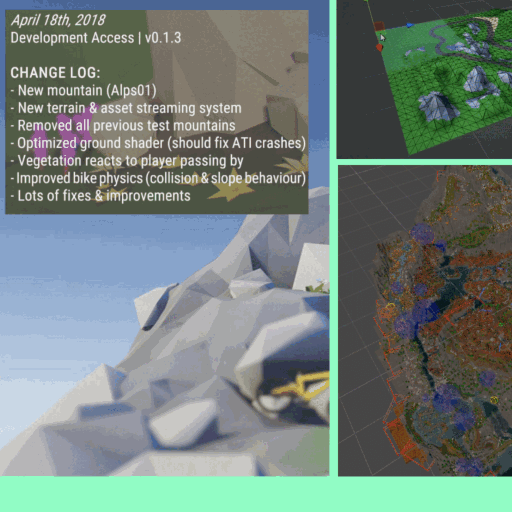 April 18th, 2018
Development Access | v0.1.3
CHANGE LOG:
- New mountain (Alps01)
- New terrain & asset streaming system
- Removed all previous test mountains
- Optimized ground shader (should fix ATI crashes)
- Vegetation reacts to player passing by
- Improved bike physics (collision & slope behaviour)
- Lots of fixes & improvements